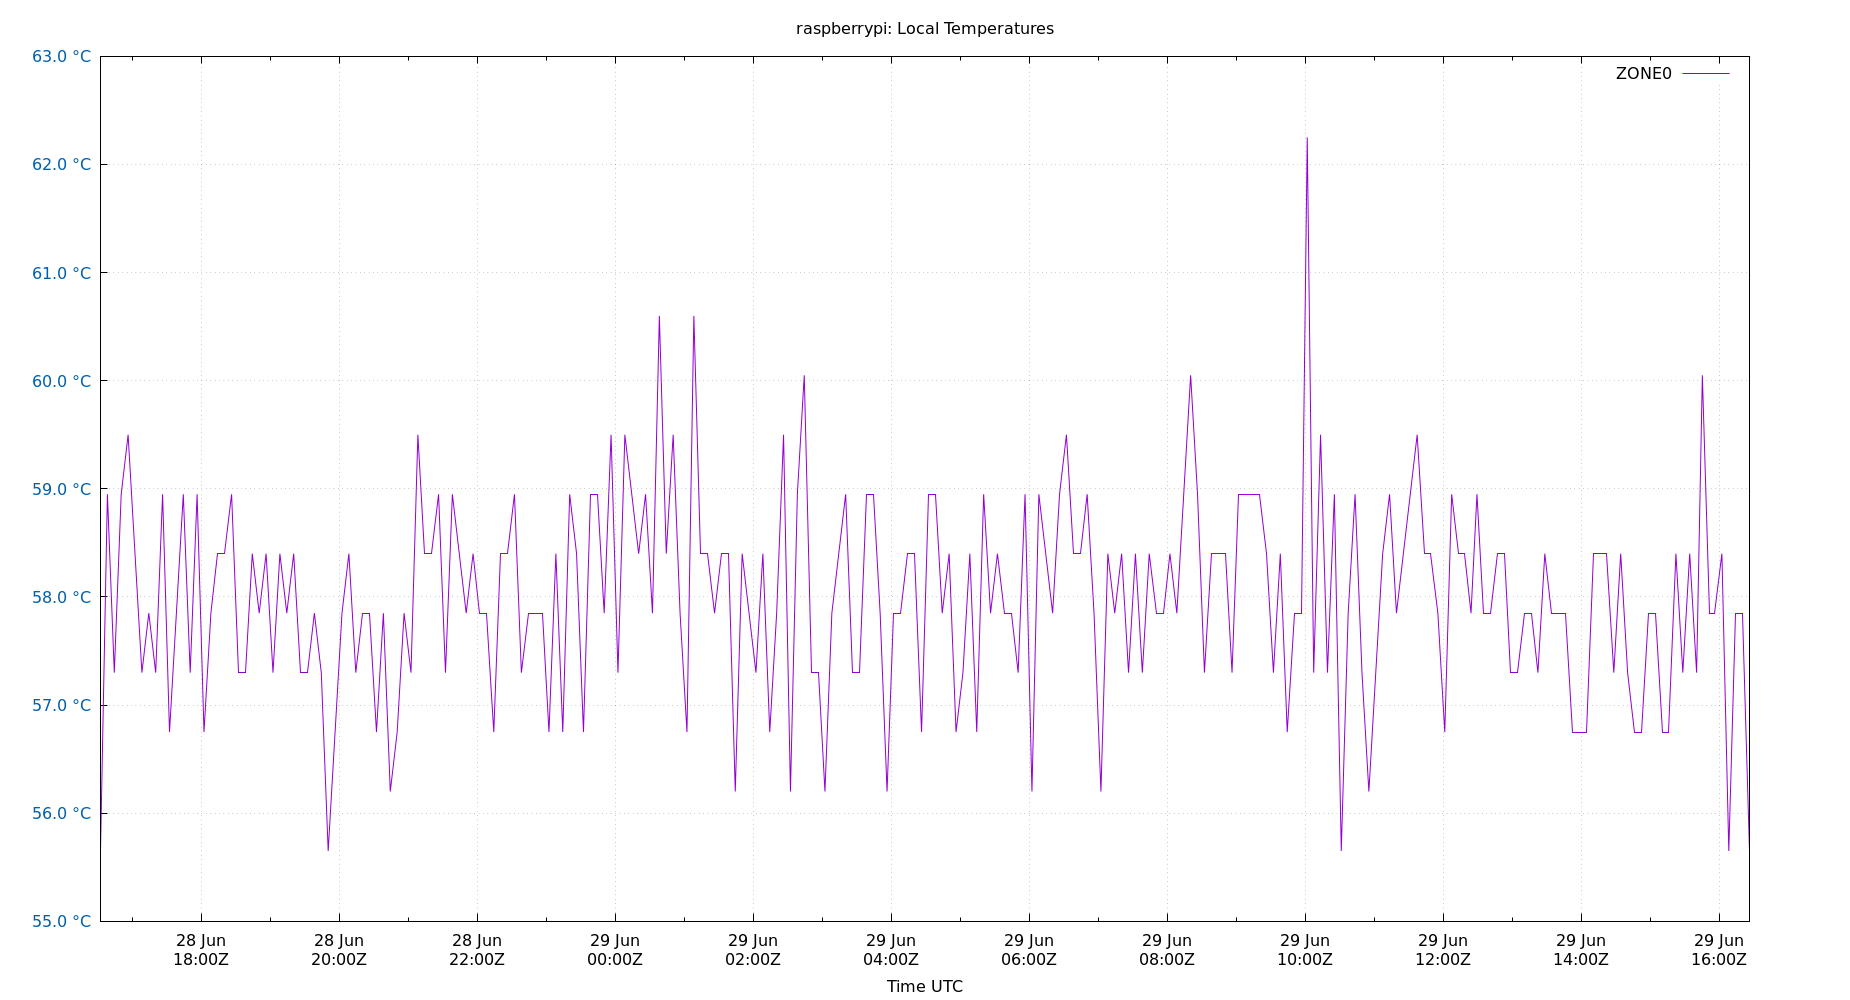 raspberrypi: Local Temperatures
63.0 °C
ZONE0
62.0 °C
61.0 °C
60.0 °C
59.0 °C
58.0 °C
57.0 °C
56.0 °C
55.0 °C
28 Jun 28 Jun 28 Jun 29 Jun 29 Jun 29 Jun 29 Jun 29 Jun 29 Jun 29 Jun 29 Jun 29 Jun
18:00Z 20:00Z 22:00Z 00:00Z 02:00Z 04:00Z 06:00Z 08:00Z 10:00Z 12:00Z 14:00Z 16:00Z
Time UTC